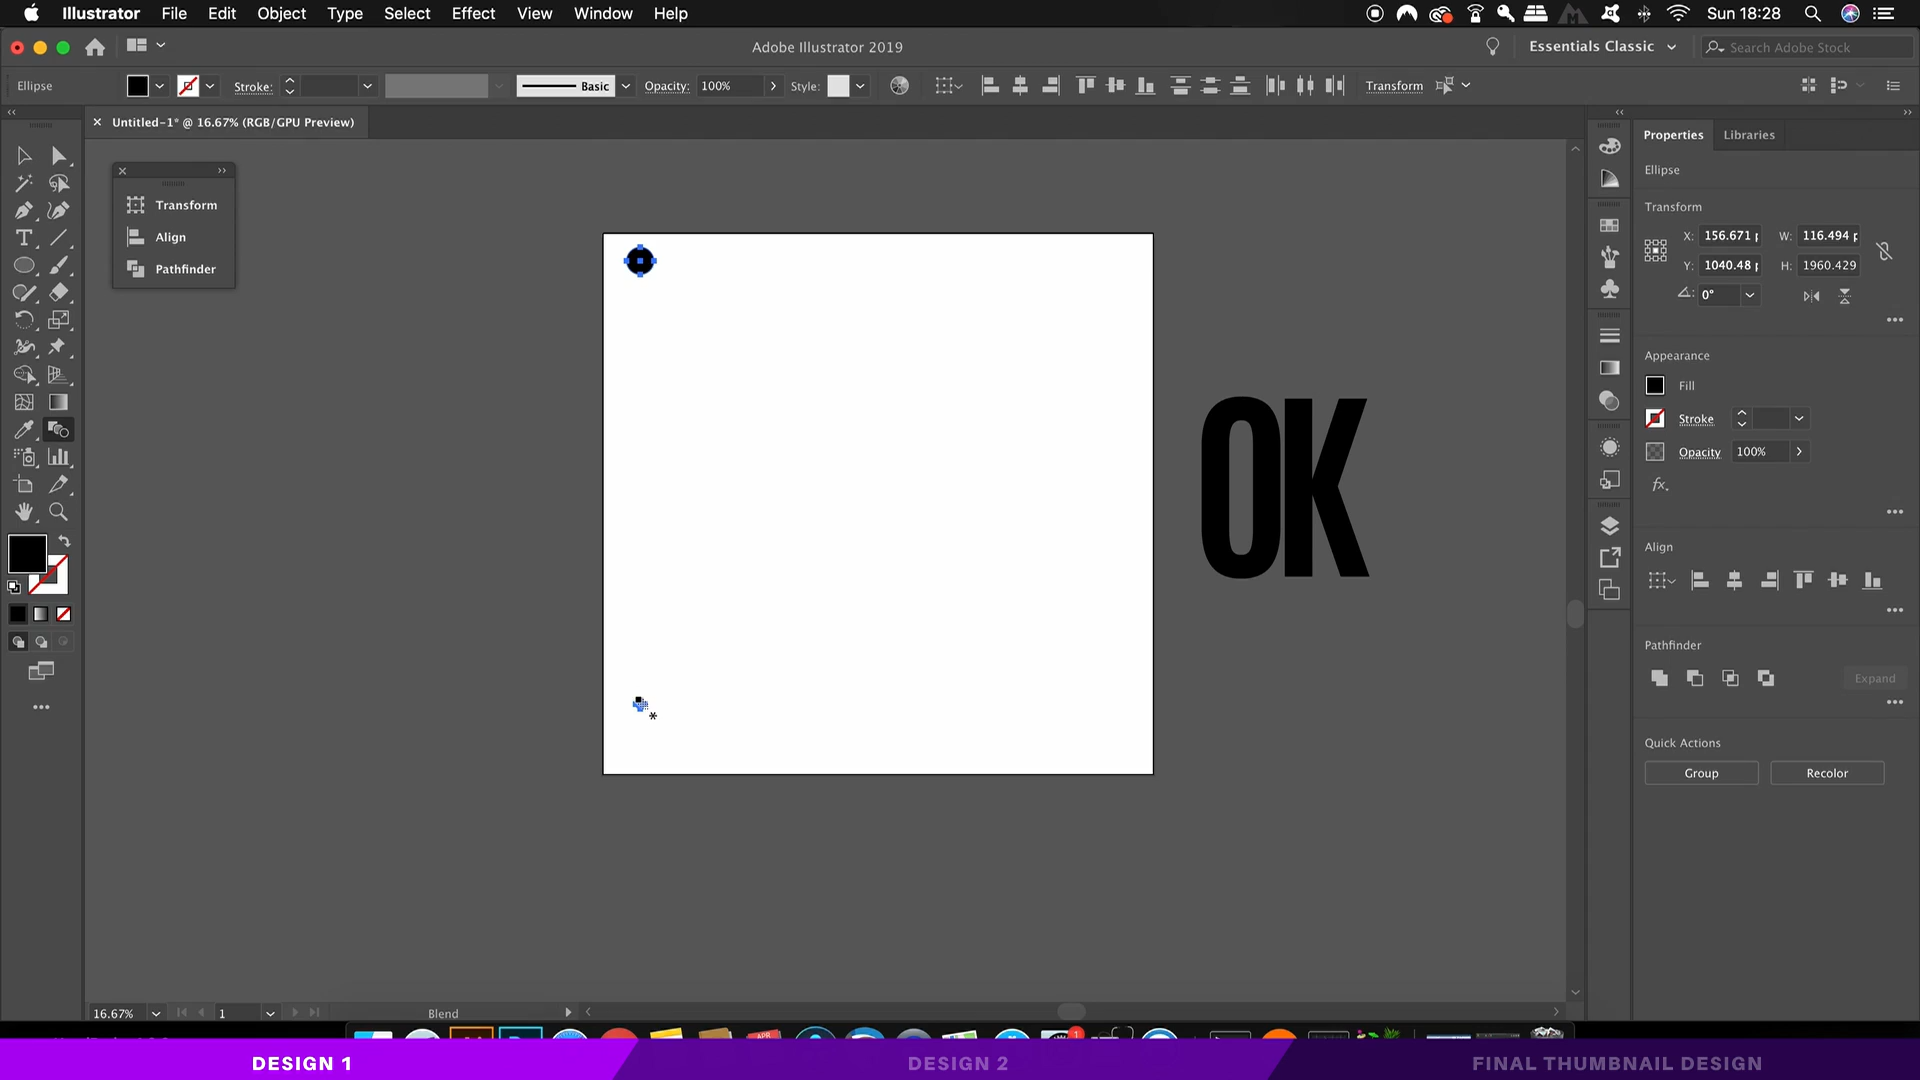 Illustrator File Edit Object Type Select Effect View Window Help
Sun 18:28
Adobe Illustrator 2019
Essentials Classic
Search Adobe Stock
Ellipse
Stroke:
Basic
Opacity: 100%
Style:
Transform
Untitled-1* @ 16.67% (RGB/GPU Preview)
Properties
Libraries
Transform
Align
Pathfinder
Ellipse
Transform
X: 156.671 W: 116.494
Y: 1040.48 H: 1960.429
0°
Appearance
Fill
Stroke
Opacity 100%
fx.
OK
Align
Pathfinder
Expand
Quick Actions
Group
Recolor
16.67%
1
Blend
DESIGN 1
DESIGN 2
FINAL THUMBNAIL DESIGN